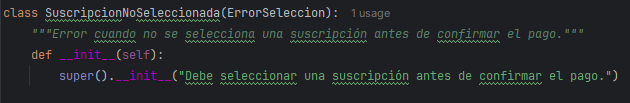 class SuscripcionNoSeleccionada(ErrorSeleccion):  1 usage
    """Error cuando no se selecciona una suscripción antes de confirmar el pago."""
    def __init__(self):
        super().__init__("Debe seleccionar una suscripción antes de confirmar el pago.")